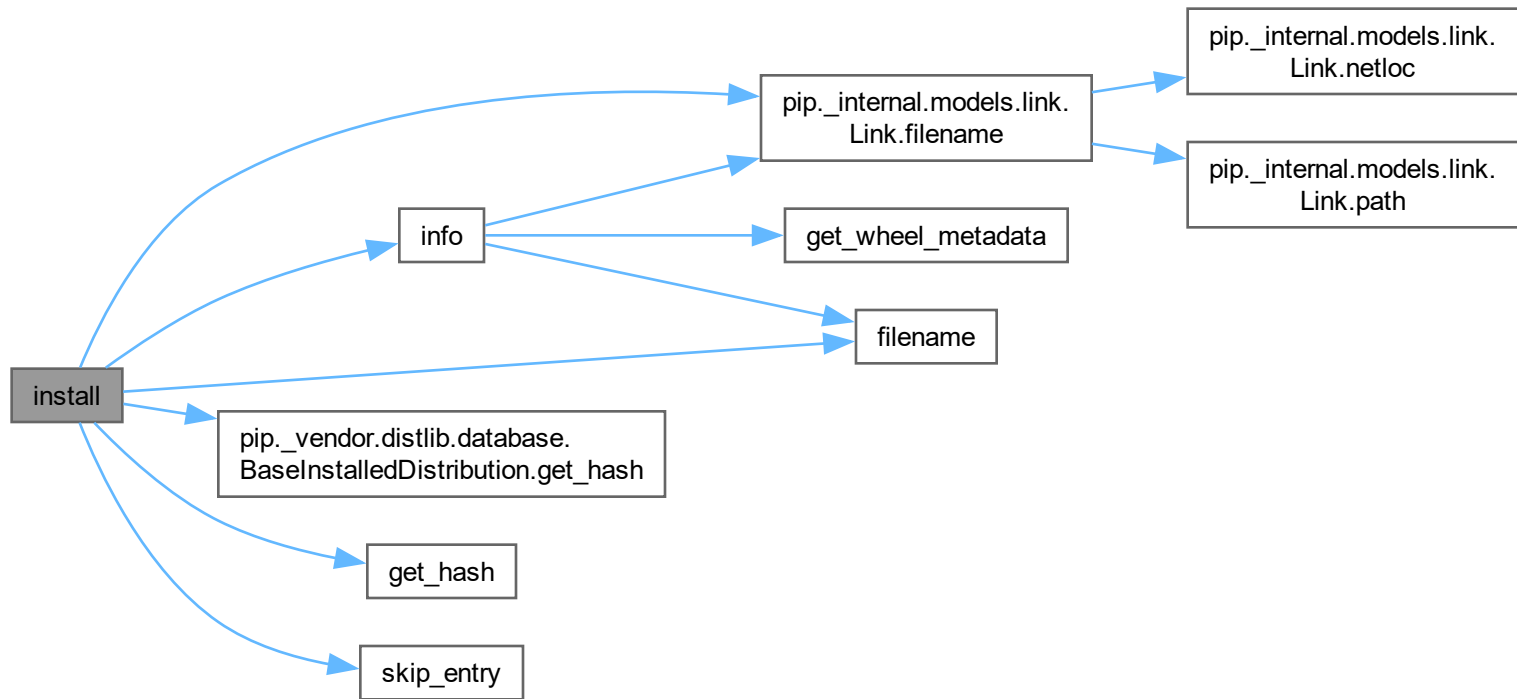 pip._internal.models.link.
Link.netloc
pip._internal.models.link.
Link.filename
pip._internal.models.link.
Link.path
info
get_wheel_metadata
filename
install
pip._vendor.distlib.database.
BaseInstalledDistribution.get_hash
get_hash
skip_entry